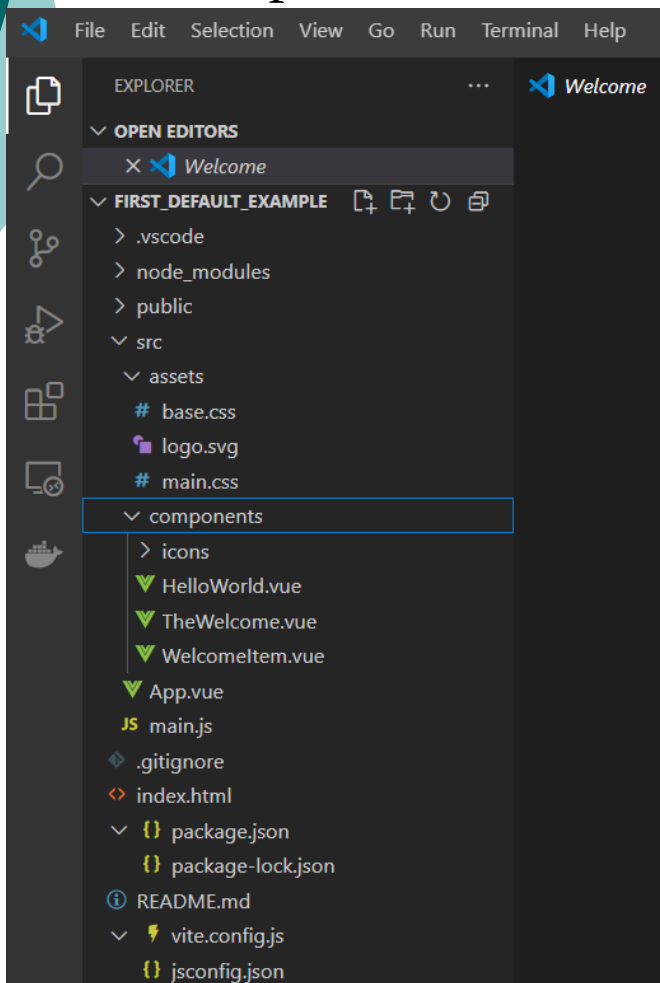 File Edit Selection View Go Run Terminal Help
EXPLORER
Welcome
OPEN EDITORS
Welcome
FIRST_DEFAULT_EXAMPLE
.vscode
node_modules
public
src
assets
# base.css
logo.svg
# main.css
components
icons
HelloWorld.vue
TheWelcome.vue
WelcomeItem.vue
App.vue
JS main.js
.gitignore
<> index.html
{} package.json
{} package-lock.json
README.md
vite.config.js
{} jsconfig.json